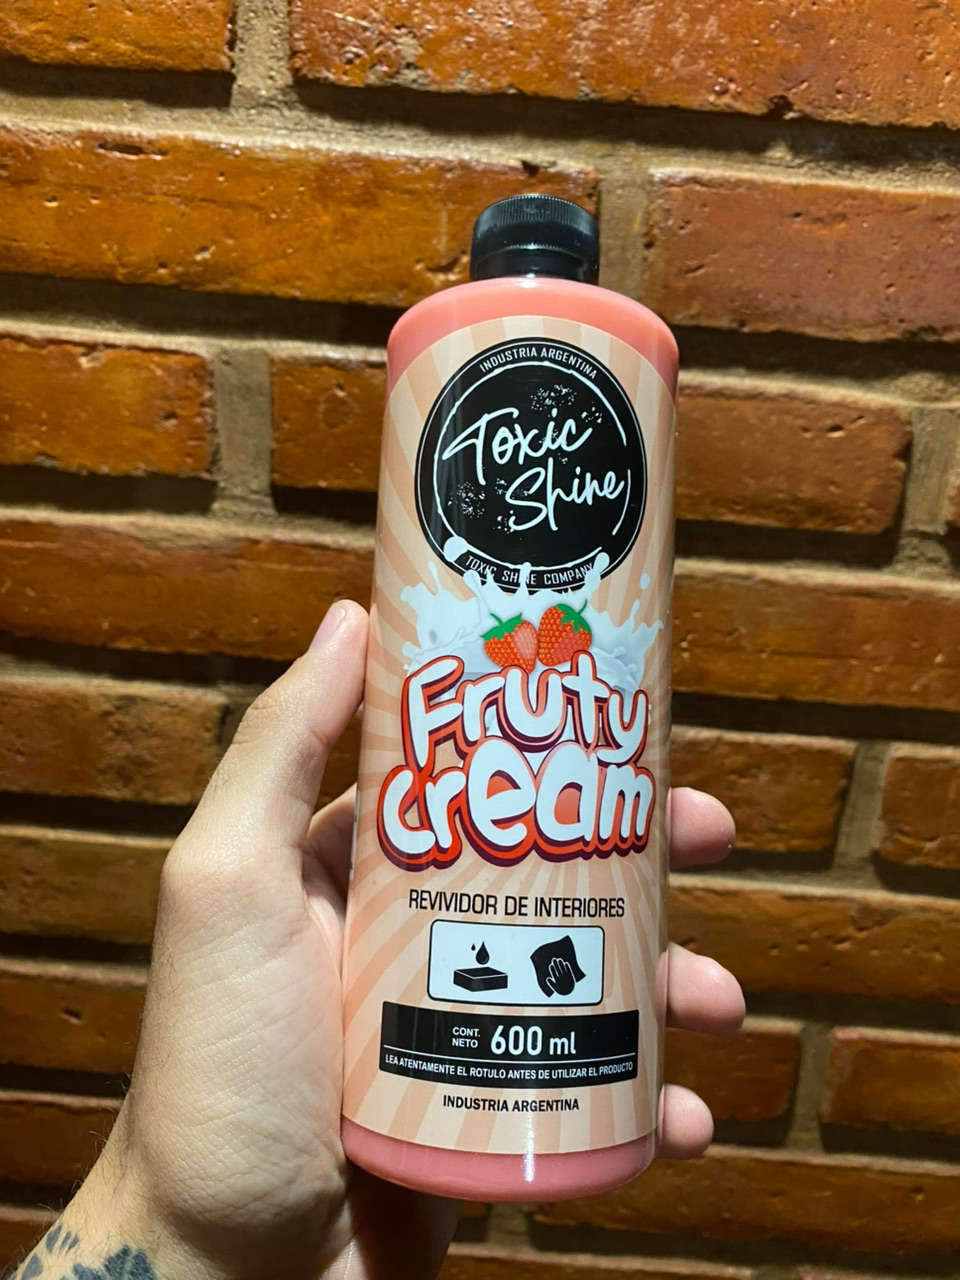 INDUSTRIA ARGENTINA
Toxic
Shine
TOXIC SHINE COMPANY
Fruty
cream
REVIVIDOR DE INTERIORES
CONT.
NETO 600 ml
LEA ATENTAMENTE EL ROTULO ANTES DE UTILIZAR EL PRODUCTO
INDUSTRIA ARGENTINA